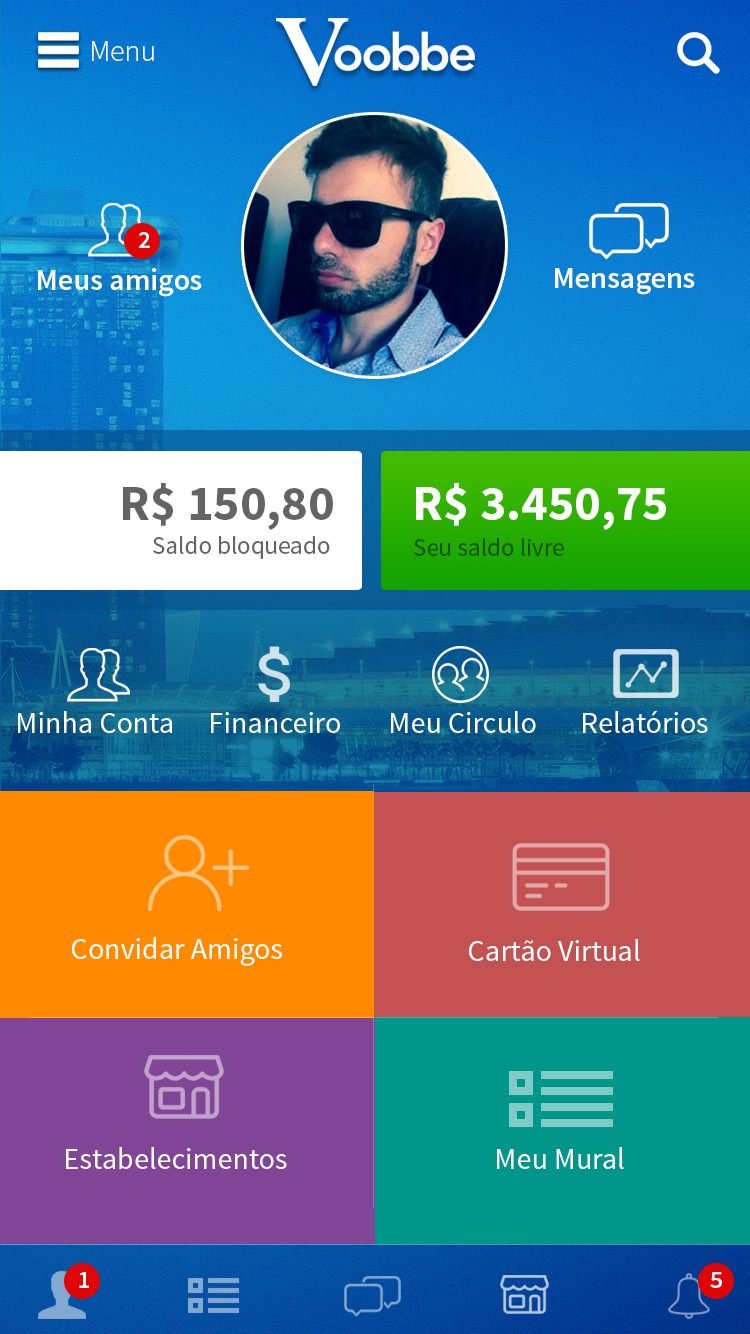 Menu
Voobbe
2
Meus amigos
Mensagens
R$ 150,80
Saldo bloqueado
R$ 3.450,75
Seu saldo livre
Minha Conta
Financeiro
Meu Circulo
Relatórios
Convidar Amigos
Cartão Virtual
Estabelecimentos
Meu Mural
1
5